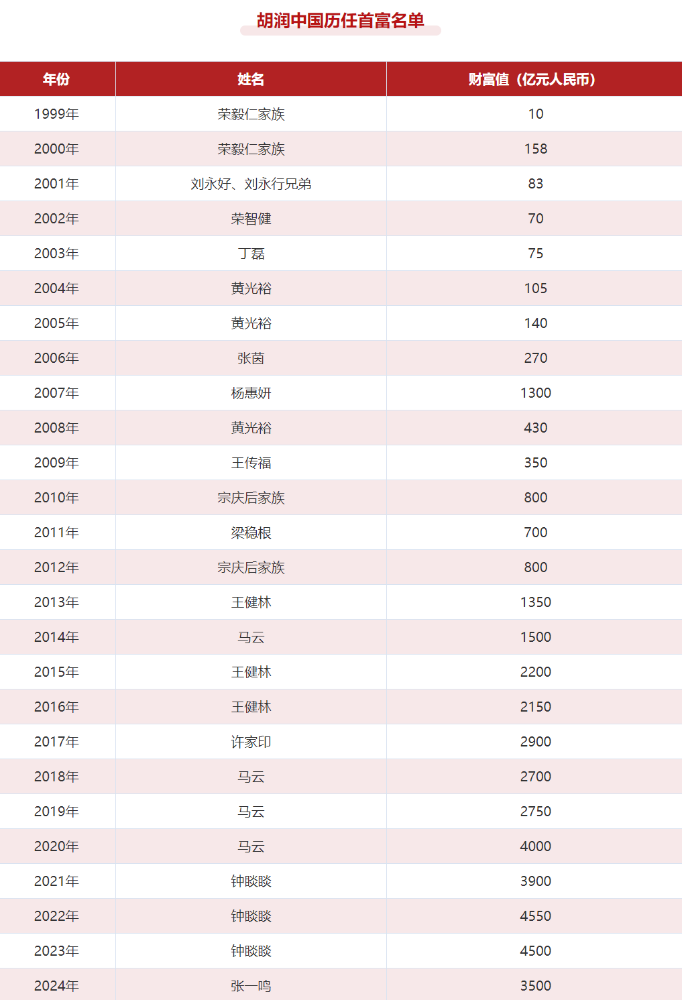 胡润中国历任首富名单
年份 姓名 财富值（亿元人民币）
1999年 荣毅仁家族 10
2000年 荣毅仁家族 158
2001年 刘永好、刘永行兄弟 83
2002年 荣智健 70
2003年 丁磊 75
2004年 黄光裕 105
2005年 黄光裕 140
2006年 张茵 270
2007年 杨惠妍 1300
2008年 黄光裕 430
2009年 王传福 350
2010年 宗庆后家族 800
2011年 梁稳根 700
2012年 宗庆后家族 800
2013年 王健林 1350
2014年 马云 1500
2015年 王健林 2200
2016年 王健林 2150
2017年 许家印 2900
2018年 马云 2700
2019年 马云 2750
2020年 马云 4000
2021年 钟睒睒 3900
2022年 钟睒睒 4550
2023年 钟睒睒 4500
2024年 张一鸣 3500